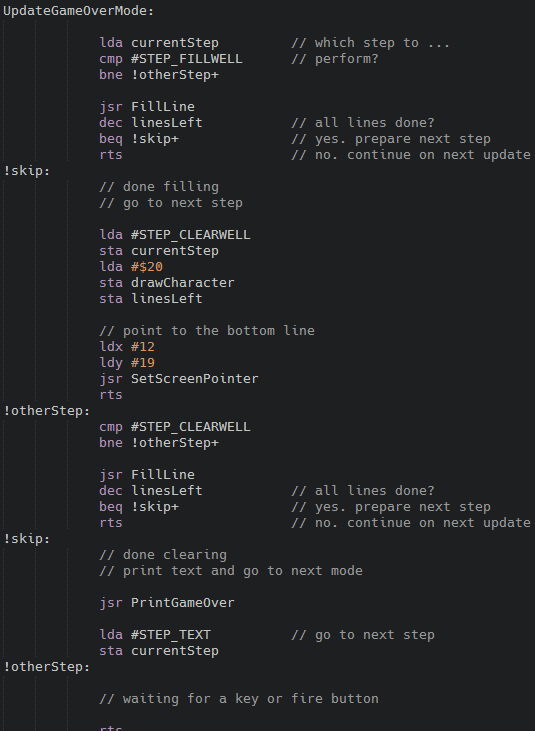 UpdateGameOverMode:
lda currentStep // which step to ...
cmp #STEP_FILLWELL // perform?
bne !otherStep+
jsr FillLine
dec linesLeft // all lines done?
beq !skip+ // yes. prepare next step
rts // no. continue on next update
!skip:
// done filling
// go to next step
lda #STEP_CLEARWELL
sta currentStep
lda #$20
sta drawCharacter
sta linesLeft
// point to the bottom line
ldx #12
ldy #19
jsr SetScreenPointer
rts
!otherStep:
cmp #STEP_CLEARWELL
bne !otherStep+
jsr FillLine
dec linesLeft // all lines done?
beq !skip+ // yes. prepare next step
rts // no. continue on next update
!skip:
// done clearing
// print text and go to next mode
jsr PrintGameOver
lda #STEP_TEXT // go to next step
sta currentStep
!otherStep:
// waiting for a key or fire button
rts